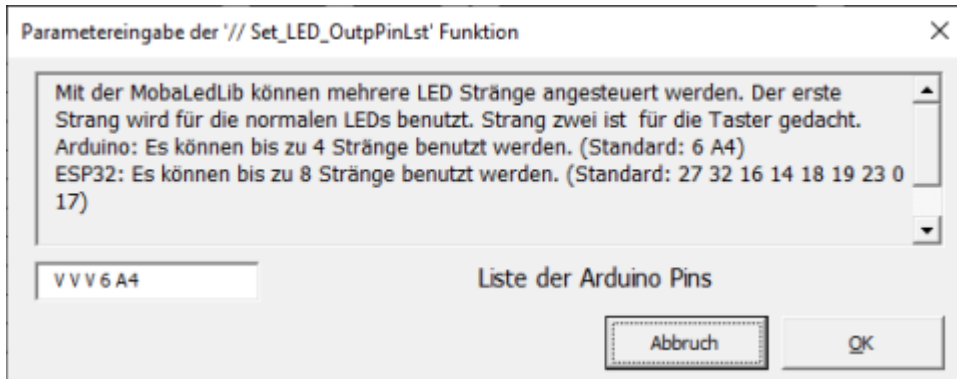 Parametereingabe der '// Set_LED_OutpPinLst' Funktion
Mit der MobaLedLib können mehrere LED Stränge angesteuert werden. Der erste
Strang wird für die normalen LEDs benutzt. Strang zwei ist  für die Taster gedacht.
Arduino: Es können bis zu 4 Stränge benutzt werden. (Standard: 6 A4)
ESP32: Es können bis zu 8 Stränge benutzt werden. (Standard: 27 32 16 14 18 19 23 0
17)
V V V 6 A4
Liste der Arduino Pins
Abbruch
OK